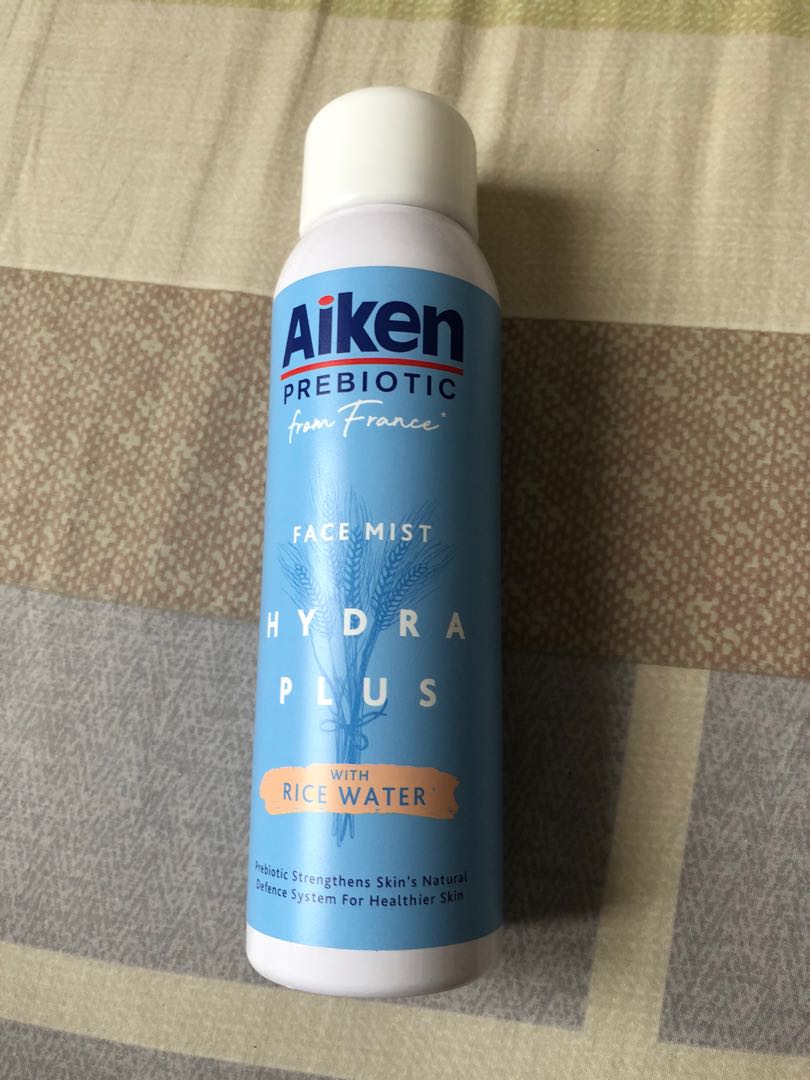 Aiken
PREBIOTIC
from France*
FACE MIST
HYDRA
PLUS
WITH
RICE WATER*
Prebiotic Strengthens Skin's Natural
Defence System For Healthier Skin